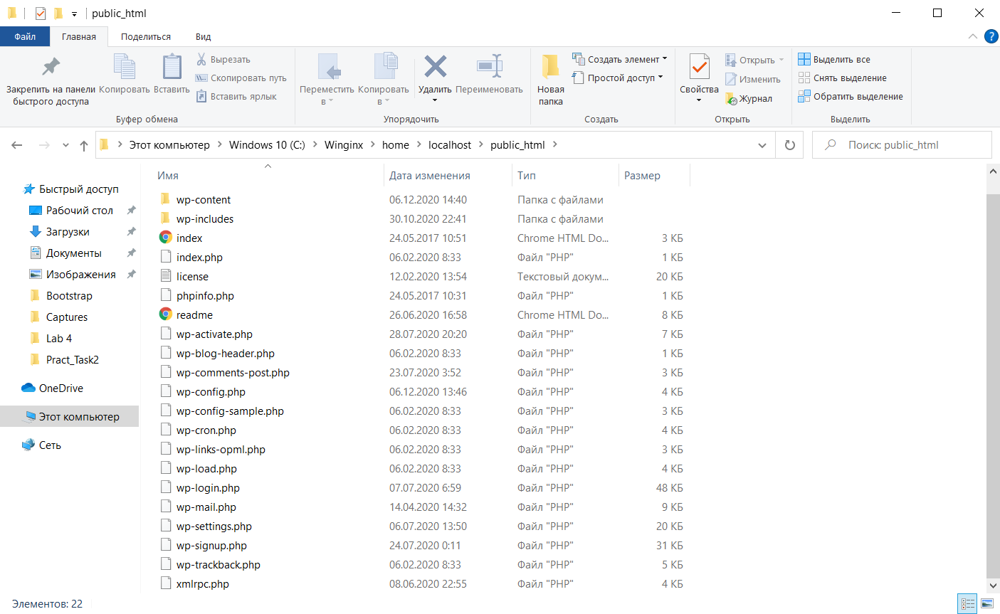 public_html
Файл Главная Поделиться Вид
Закрепить на панели быстрого доступа
Копировать
Вставить
Вырезать
Скопировать путь
Вставить ярлык
Буфер обмена
Переместить в
Копировать в
Удалить
Переименовать
Упорядочить
Новая папка
Создать элемент
Простой доступ
Создать
Свойства
Открыть
Изменить
Журнал
Открыть
Выделить все
Снять выделение
Обратить выделение
Выделить
Этот компьютер Windows 10 (C:) Winginx home localhost public_html
Поиск: public_html
Быстрый доступ
Рабочий стол
Загрузки
Документы
Изображения
Bootstrap
Captures
Lab 4
Pract_Task2
OneDrive
Этот компьютер
Сеть
Имя Дата изменения Тип Размер
wp-content 06.12.2020 14:40 Папка с файлами
wp-includes 30.10.2020 22:41 Папка с файлами
index 24.05.2017 10:51 Chrome HTML Do... 3 КБ
index.php 06.02.2020 8:33 Файл "PHP" 1 КБ
license 12.02.2020 13:54 Текстовый докум... 20 КБ
phpinfo.php 24.05.2017 10:31 Файл "PHP" 1 КБ
readme 26.06.2020 16:58 Chrome HTML Do... 8 КБ
wp-activate.php 28.07.2020 20:20 Файл "PHP" 7 КБ
wp-blog-header.php 06.02.2020 8:33 Файл "PHP" 1 КБ
wp-comments-post.php 23.07.2020 3:52 Файл "PHP" 3 КБ
wp-config.php 06.12.2020 13:46 Файл "PHP" 4 КБ
wp-config-sample.php 06.02.2020 8:33 Файл "PHP" 3 КБ
wp-cron.php 06.02.2020 8:33 Файл "PHP" 4 КБ
wp-links-opml.php 06.02.2020 8:33 Файл "PHP" 3 КБ
wp-load.php 06.02.2020 8:33 Файл "PHP" 4 КБ
wp-login.php 07.07.2020 6:59 Файл "PHP" 48 КБ
wp-mail.php 14.04.2020 14:32 Файл "PHP" 9 КБ
wp-settings.php 06.07.2020 13:50 Файл "PHP" 20 КБ
wp-signup.php 24.07.2020 0:11 Файл "PHP" 31 КБ
wp-trackback.php 06.02.2020 8:33 Файл "PHP" 5 КБ
xmlrpc.php 08.06.2020 22:55 Файл "PHP" 4 КБ
Элементов: 22